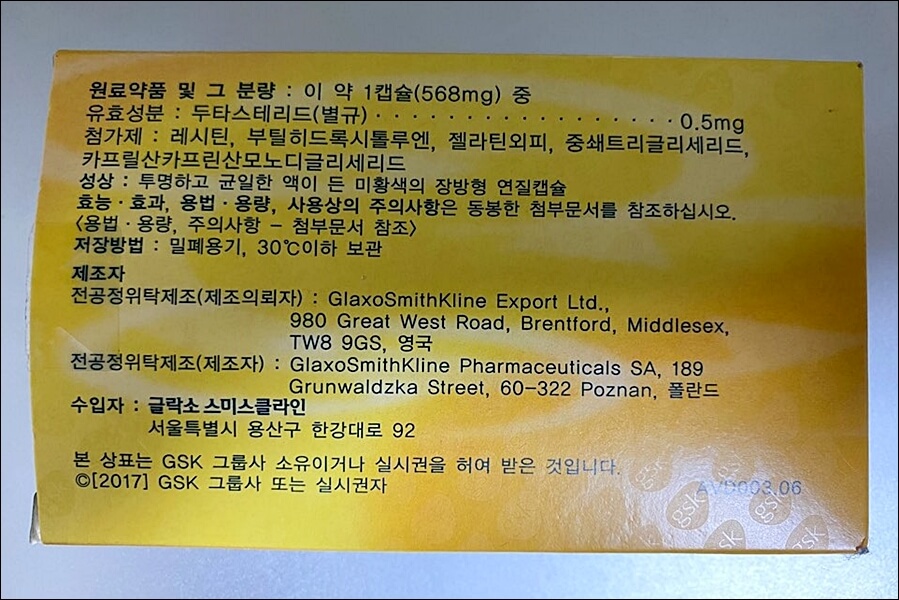 원료약품 및 그 분량 : 이 약 1캡슐(568mg) 중
유효성분 : 두타스테리드(별규) · · · · · · · · · · · · · · · · · 0.5mg
첨가제 : 레시틴, 부틸히드록시톨루엔, 젤라틴외피, 중쇄트리글리세리드,
카프릴산카프린산모노디글리세리드
성상 : 투명하고 균일한 액이 든 미황색의 장방형 연질캡슐
효능·효과, 용법·용량, 사용상의 주의사항은 동봉한 첨부문서를 참조하십시오.
<용법·용량, 주의사항 - 첨부문서 참조>
저장방법 : 밀폐용기, 30℃이하 보관
제조자
전공정위탁제조(제조의뢰자) : GlaxoSmithKline Export Ltd.,
980 Great West Road, Brentford, Middlesex,
TW8 9GS, 영국
전공정위탁제조(제조자) : GlaxoSmithKline Pharmaceuticals SA, 189
Grunwaldzka Street, 60-322 Poznan, 폴란드
수입자 : 글락소 스미스클라인
서울특별시 용산구 한강대로 92
본 상표는 GSK 그룹사 소유이거나 실시권을 허여 받은 것입니다.
©[2017] GSK 그룹사 또는 실시권자
AVD003.06
gsk
gsk
gsk
gsk
gsk